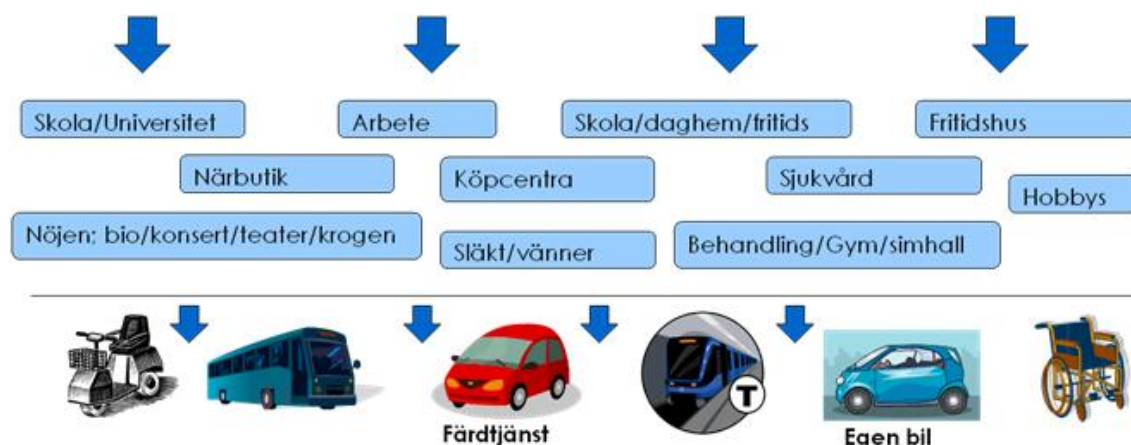 Skola/Universitet
Arbete
Skola/daghem/fritids
Fritidshus
Närbutik
Köpcentra
Sjukvård
Hobbys
Nöjen; bio/konsert/teater/krogen
Släkt/vänner
Behandling/Gym/simhall
T
Färdtjänst
Egen bil